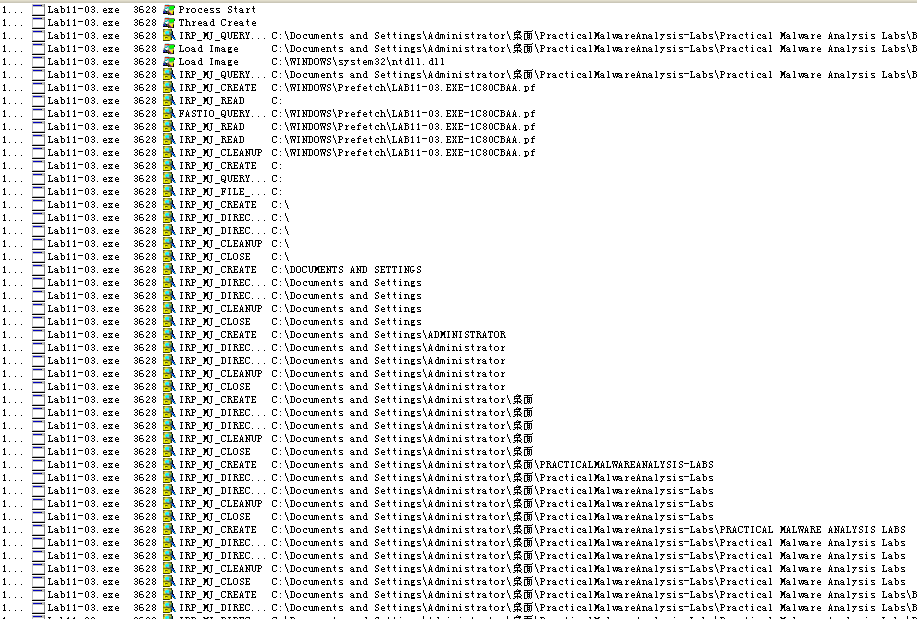 1... Lab11-03.exe 3628 Process Start
1... Lab11-03.exe 3628 Thread Create
1... Lab11-03.exe 3628 IRP_MJ_QUERY... C:\Documents and Settings\Administrator\桌面\PracticalMalwareAnalysis-Labs\Practical Malware Analysis Labs\B
1... Lab11-03.exe 3628 Load Image C:\Documents and Settings\Administrator\桌面\PracticalMalwareAnalysis-Labs\Practical Malware Analysis Labs\B
1... Lab11-03.exe 3628 Load Image C:\WINDOWS\system32\ntdll.dll
1... Lab11-03.exe 3628 IRP_MJ_QUERY... C:\Documents and Settings\Administrator\桌面\PracticalMalwareAnalysis-Labs\Practical Malware Analysis Labs\B
1... Lab11-03.exe 3628 IRP_MJ_CREATE C:\WINDOWS\Prefetch\LAB11-03.EXE-1C80CBAA.pf
1... Lab11-03.exe 3628 IRP_MJ_READ C:
1... Lab11-03.exe 3628 FASTIO_QUERY... C:\WINDOWS\Prefetch\LAB11-03.EXE-1C80CBAA.pf
1... Lab11-03.exe 3628 IRP_MJ_READ C:\WINDOWS\Prefetch\LAB11-03.EXE-1C80CBAA.pf
1... Lab11-03.exe 3628 IRP_MJ_READ C:\WINDOWS\Prefetch\LAB11-03.EXE-1C80CBAA.pf
1... Lab11-03.exe 3628 IRP_MJ_CLEANUP C:\WINDOWS\Prefetch\LAB11-03.EXE-1C80CBAA.pf
1... Lab11-03.exe 3628 IRP_MJ_CREATE C:
1... Lab11-03.exe 3628 IRP_MJ_QUERY... C:
1... Lab11-03.exe 3628 IRP_MJ_FILE_... C:
1... Lab11-03.exe 3628 IRP_MJ_CREATE C:\
1... Lab11-03.exe 3628 IRP_MJ_DIREC... C:\
1... Lab11-03.exe 3628 IRP_MJ_DIREC... C:\
1... Lab11-03.exe 3628 IRP_MJ_CLEANUP C:\
1... Lab11-03.exe 3628 IRP_MJ_CLOSE C:\
1... Lab11-03.exe 3628 IRP_MJ_CREATE C:\DOCUMENTS AND SETTINGS
1... Lab11-03.exe 3628 IRP_MJ_DIREC... C:\Documents and Settings
1... Lab11-03.exe 3628 IRP_MJ_DIREC... C:\Documents and Settings
1... Lab11-03.exe 3628 IRP_MJ_CLEANUP C:\Documents and Settings
1... Lab11-03.exe 3628 IRP_MJ_CLOSE C:\Documents and Settings
1... Lab11-03.exe 3628 IRP_MJ_CREATE C:\Documents and Settings\ADMINISTRATOR
1... Lab11-03.exe 3628 IRP_MJ_DIREC... C:\Documents and Settings\Administrator
1... Lab11-03.exe 3628 IRP_MJ_DIREC... C:\Documents and Settings\Administrator
1... Lab11-03.exe 3628 IRP_MJ_CLEANUP C:\Documents and Settings\Administrator
1... Lab11-03.exe 3628 IRP_MJ_CLOSE C:\Documents and Settings\Administrator
1... Lab11-03.exe 3628 IRP_MJ_CREATE C:\Documents and Settings\Administrator\桌面
1... Lab11-03.exe 3628 IRP_MJ_DIREC... C:\Documents and Settings\Administrator\桌面
1... Lab11-03.exe 3628 IRP_MJ_DIREC... C:\Documents and Settings\Administrator\桌面
1... Lab11-03.exe 3628 IRP_MJ_CLEANUP C:\Documents and Settings\Administrator\桌面
1... Lab11-03.exe 3628 IRP_MJ_CLOSE C:\Documents and Settings\Administrator\桌面
1... Lab11-03.exe 3628 IRP_MJ_CREATE C:\Documents and Settings\Administrator\桌面\PRACTICALMALWAREANALYSIS-LABS
1... Lab11-03.exe 3628 IRP_MJ_DIREC... C:\Documents and Settings\Administrator\桌面\PracticalMalwareAnalysis-Labs
1... Lab11-03.exe 3628 IRP_MJ_DIREC... C:\Documents and Settings\Administrator\桌面\PracticalMalwareAnalysis-Labs
1... Lab11-03.exe 3628 IRP_MJ_CLEANUP C:\Documents and Settings\Administrator\桌面\PracticalMalwareAnalysis-Labs
1... Lab11-03.exe 3628 IRP_MJ_CLOSE C:\Documents and Settings\Administrator\桌面\PracticalMalwareAnalysis-Labs
1... Lab11-03.exe 3628 IRP_MJ_CREATE C:\Documents and Settings\Administrator\桌面\PracticalMalwareAnalysis-Labs\PRACTICAL MALWARE ANALYSIS LABS
1... Lab11-03.exe 3628 IRP_MJ_DIREC... C:\Documents and Settings\Administrator\桌面\PracticalMalwareAnalysis-Labs\Practical Malware Analysis Labs
1... Lab11-03.exe 3628 IRP_MJ_DIREC... C:\Documents and Settings\Administrator\桌面\PracticalMalwareAnalysis-Labs\Practical Malware Analysis Labs
1... Lab11-03.exe 3628 IRP_MJ_CLEANUP C:\Documents and Settings\Administrator\桌面\PracticalMalwareAnalysis-Labs\Practical Malware Analysis Labs
1... Lab11-03.exe 3628 IRP_MJ_CLOSE C:\Documents and Settings\Administrator\桌面\PracticalMalwareAnalysis-Labs\Practical Malware Analysis Labs
1... Lab11-03.exe 3628 IRP_MJ_CREATE C:\Documents and Settings\Administrator\桌面\PracticalMalwareAnalysis-Labs\Practical Malware Analysis Labs\B
1... Lab11-03.exe 3628 IRP_MJ_DIREC... C:\Documents and Settings\Administrator\桌面\PracticalMalwareAnalysis-Labs\Practical Malware Analysis Labs\B